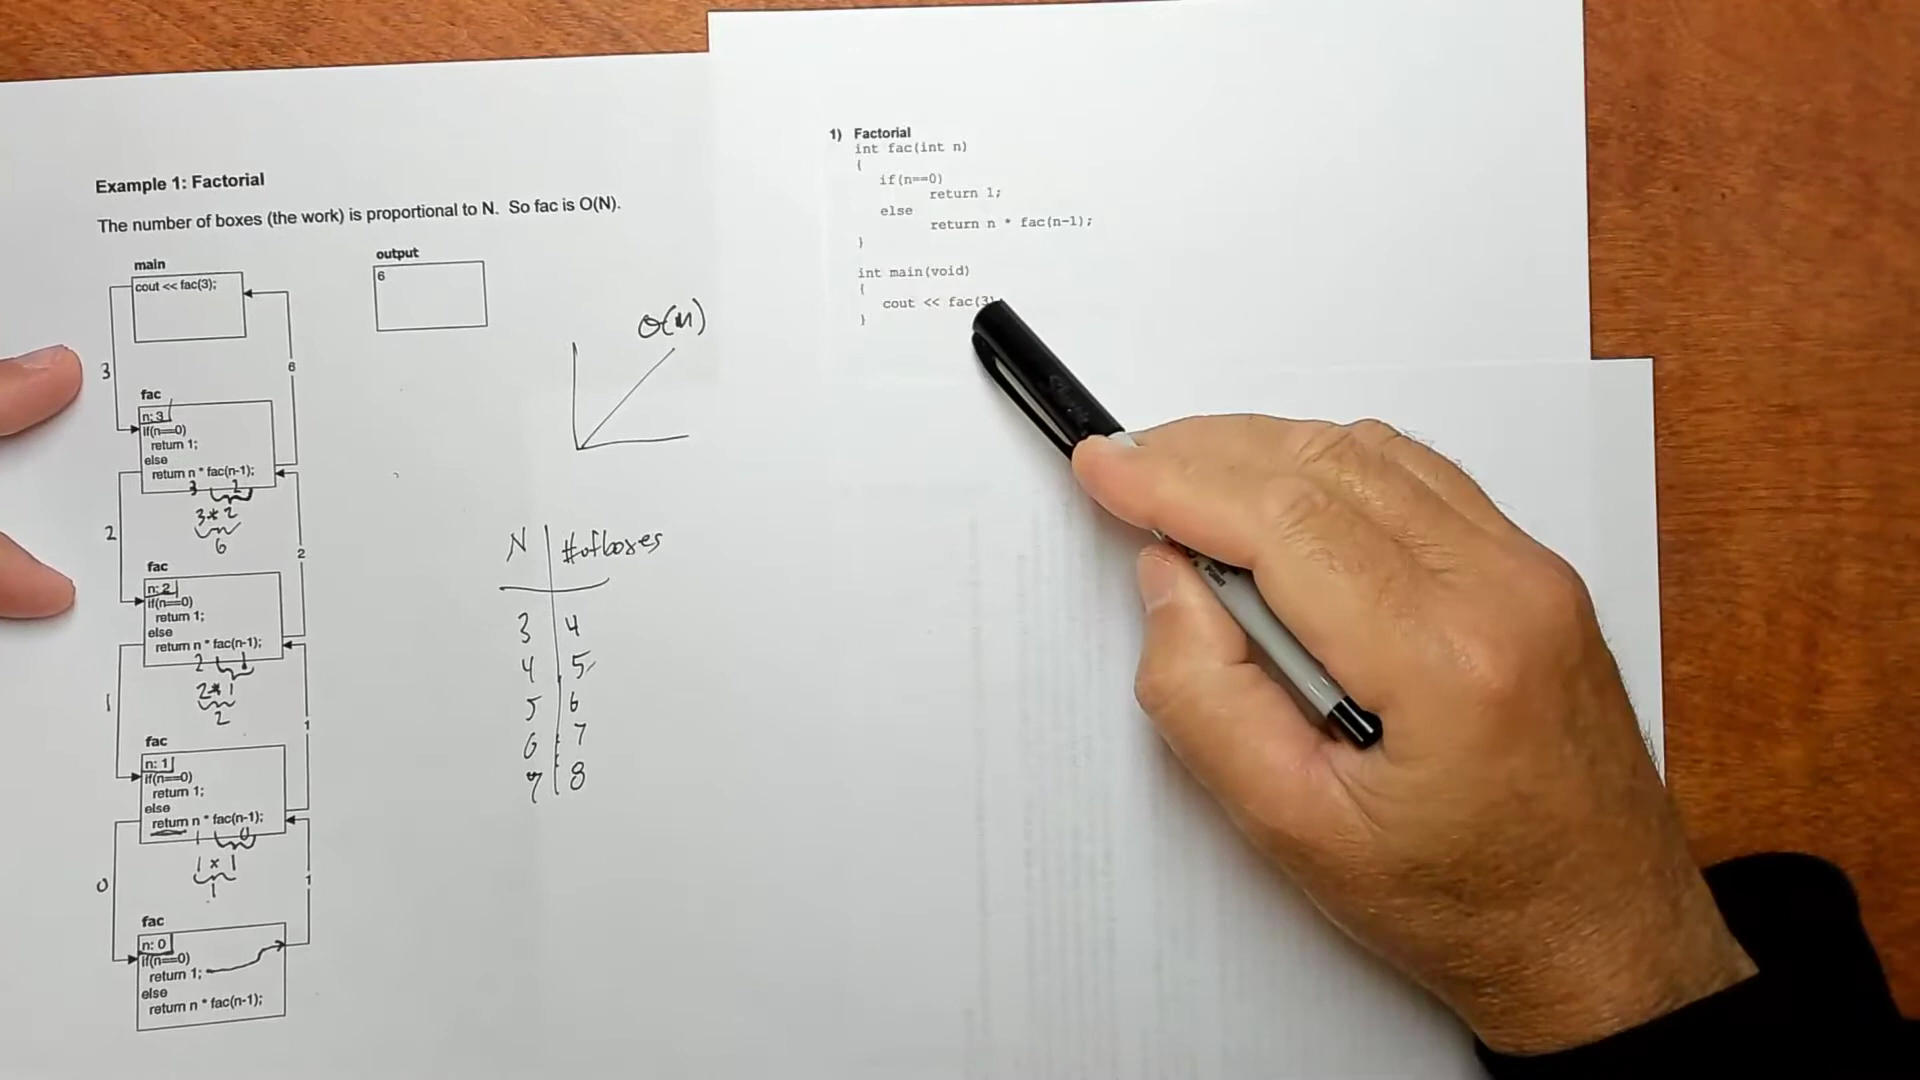 Example 1: Factorial
The number of boxes (the work) is proportional to N. So fac is O(N).
main
cout << fac(3);
output
6
3
6
fac
n: 3
if(n==0)
return 1;
else
return n * fac(n-1);
3 2
3*2
6
2
2
fac
n: 2
if(n==0)
return 1;
else
return n * fac(n-1);
2 1
2*1
2
1
1
fac
n: 1
if(n==0)
return 1;
else
return n * fac(n-1);
1 0
1 x 1
1
0
1
fac
n: 0
if(n==0)
return 1;
else
return n * fac(n-1);
O(N)
N # of boxes
3 4
4 5
5 6
6 7
7 8
1) Factorial
int fac(int n)
{
if(n==0)
return 1;
else
return n * fac(n-1);
}
int main(void)
{
cout << fac(3)
}